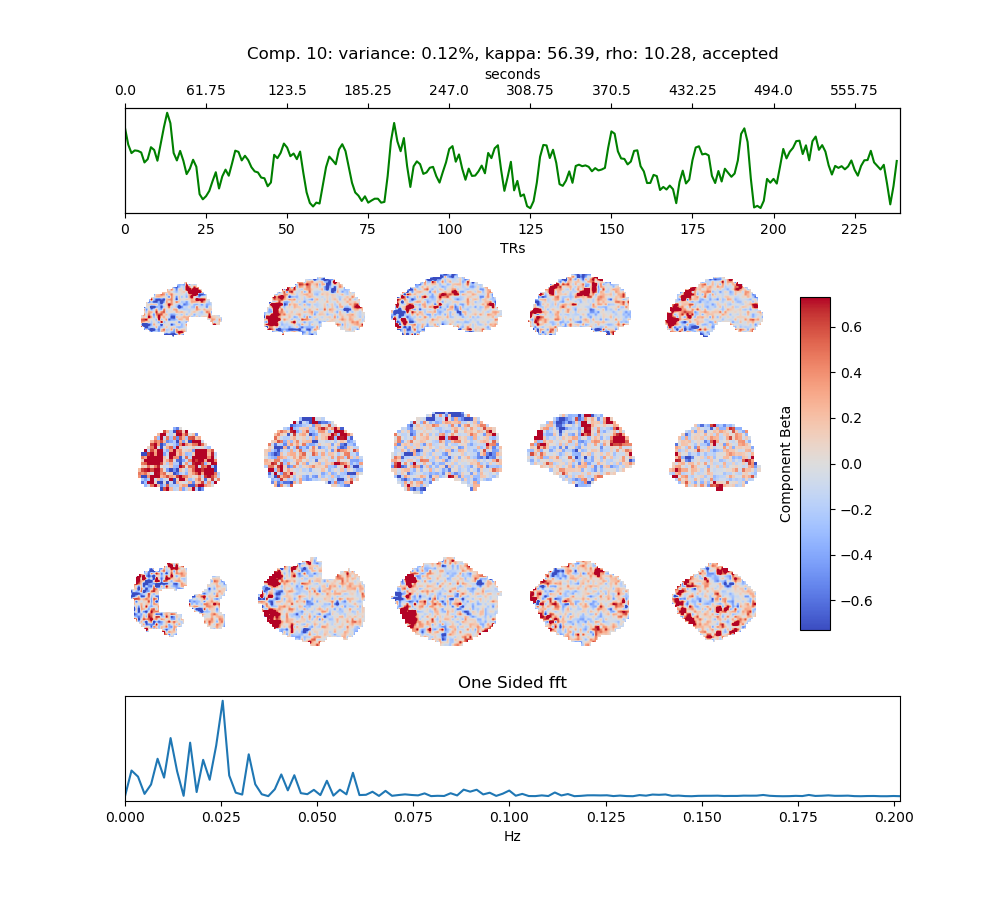 Comp. 10: variance: 0.12%, kappa: 56.39, rho: 10.28, accepted
seconds
0.0 61.75 123.5 185.25 247.0 308.75 370.5 432.25 494.0 555.75
0 25 50 75 100 125 150 175 200 225
TRs
Component Beta
0.6
0.4
0.2
0.0
−0.2
−0.4
−0.6
One Sided fft
0.000 0.025 0.050 0.075 0.100 0.125 0.150 0.175 0.200
Hz